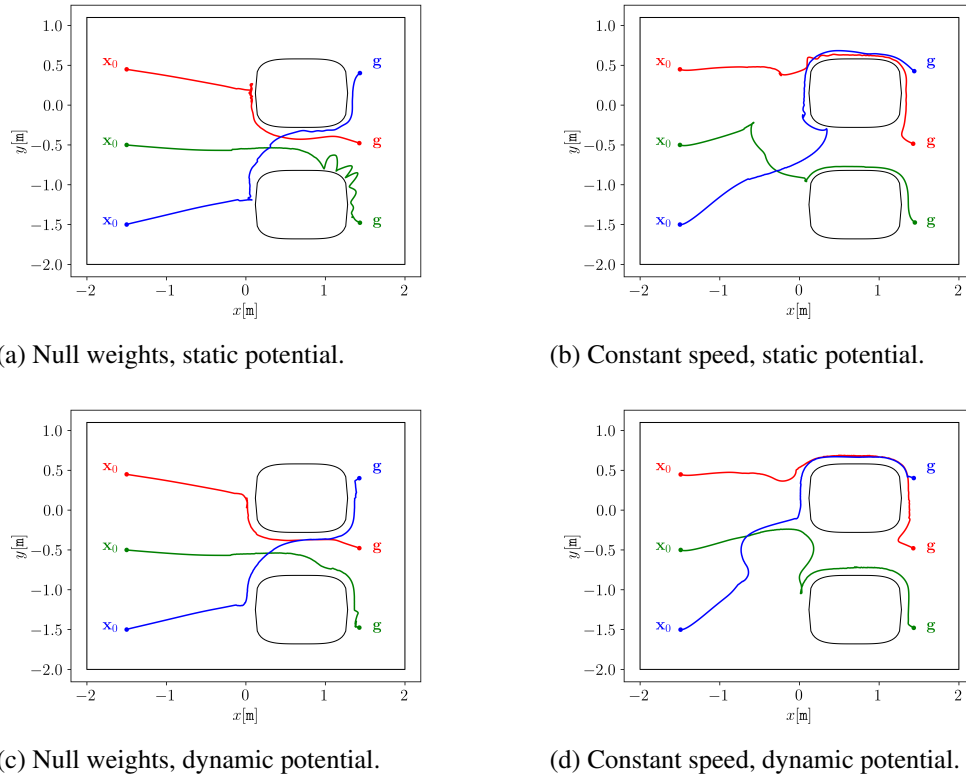 1.0
0.5
0.0
−0.5
−1.0
−1.5
−2.0
y[m]
x₀
x₀
x₀
g
g
g
−2 −1 0 1 2
x[m]
(a) Null weights, static potential.
1.0
0.5
0.0
−0.5
−1.0
−1.5
−2.0
y[m]
x₀
x₀
x₀
g
g
g
−2 −1 0 1 2
x[m]
(b) Constant speed, static potential.
1.0
0.5
0.0
−0.5
−1.0
−1.5
−2.0
y[m]
x₀
x₀
x₀
g
g
g
−2 −1 0 1 2
x[m]
(c) Null weights, dynamic potential.
1.0
0.5
0.0
−0.5
−1.0
−1.5
−2.0
y[m]
x₀
x₀
x₀
g
g
g
−2 −1 0 1 2
x[m]
(d) Constant speed, dynamic potential.